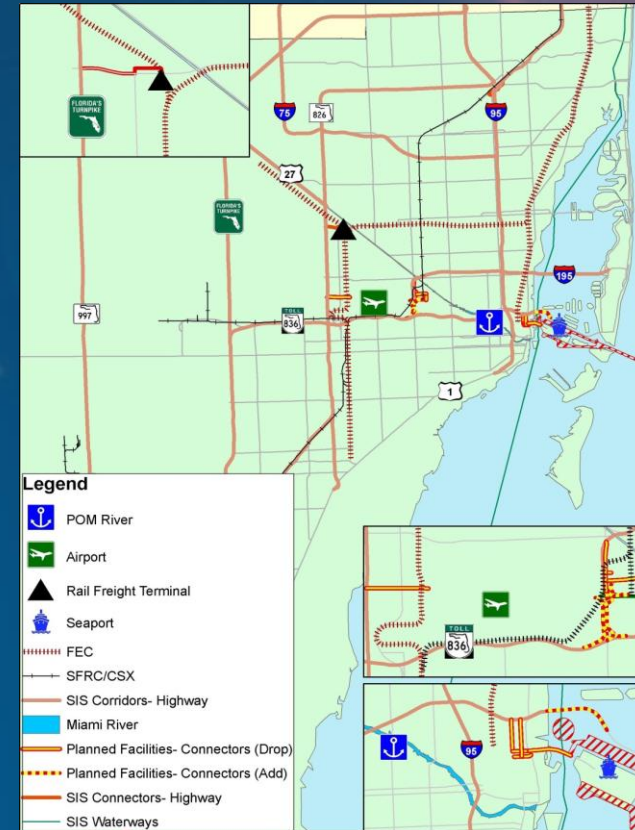 FLORIDA'S
TURNPIKE
75
826
95
27
FLORIDA'S
TURNPIKE
195
997
TOLL
836
1
Legend
POM River
Airport
Rail Freight Terminal
Seaport
FEC
SFRC/CSX
SIS Corridors- Highway
Miami River
Planned Facilities- Connectors (Drop)
Planned Facilities- Connectors (Add)
SIS Connectors- Highway
SIS Waterways
TOLL
836
95